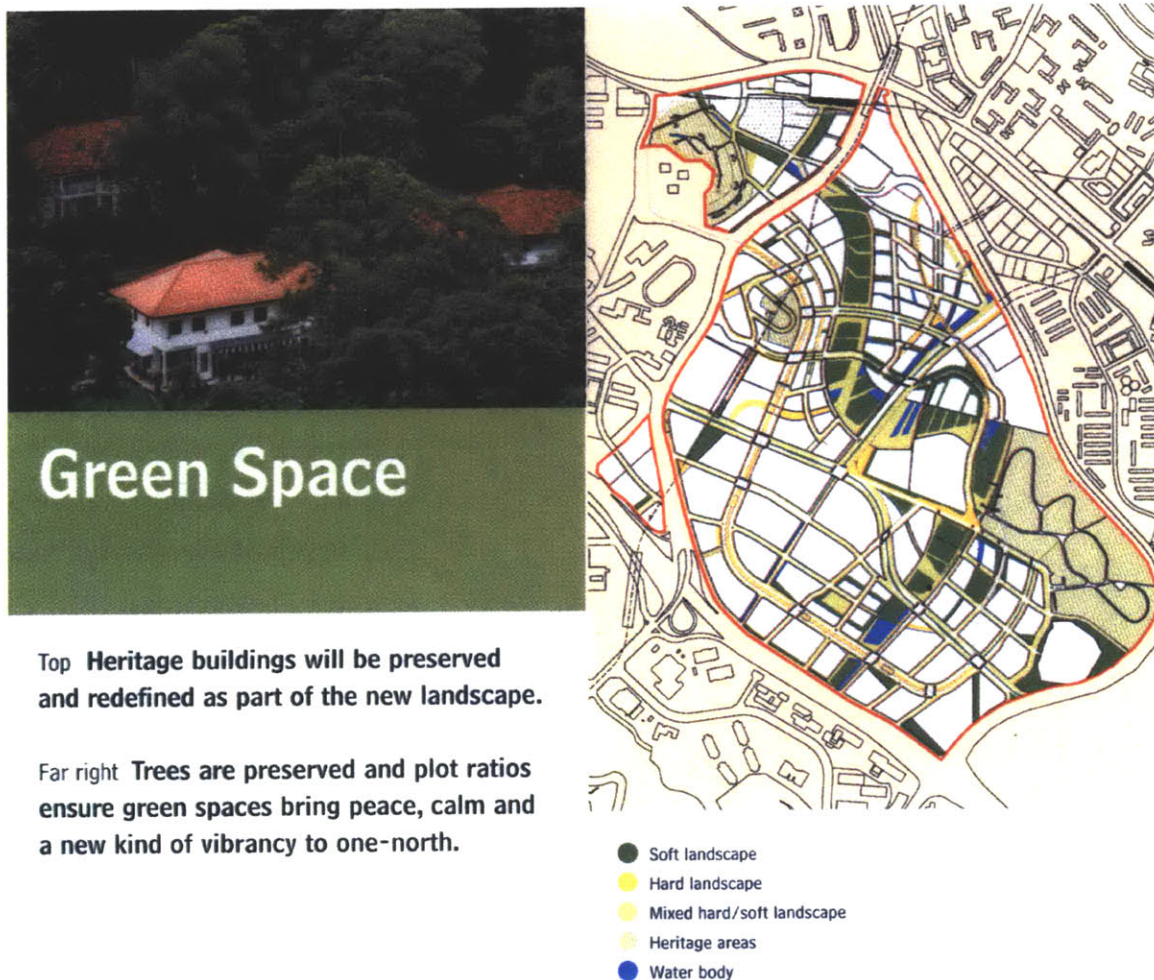 Green Space
Top Heritage buildings will be preserved
and redefined as part of the new landscape.
Far right Trees are preserved and plot ratios
ensure green spaces bring peace, calm and
a new kind of vibrancy to one-north.
Soft landscape
Hard landscape
Mixed hard/soft landscape
Heritage areas
Water body